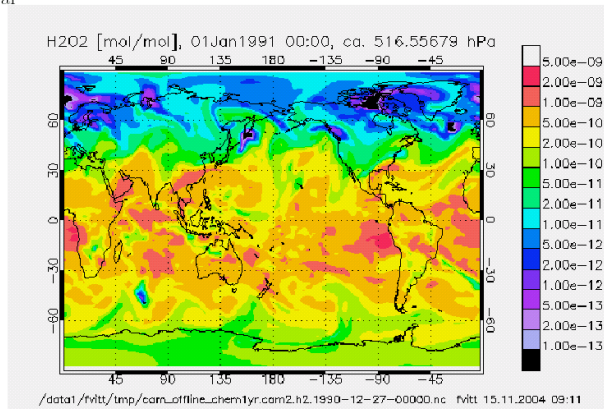 H2O2 [mol/mol], 01Jan1991 00:00, ca. 516.55679 hPa
45 90 135 180 −135 −90 −45
60 60
30 30
0 0
−30 −30
−60 −60
45 90 135 180 −135 −90 −45
5.00e−09
2.00e−09
1.00e−09
5.00e−10
2.00e−10
1.00e−10
5.00e−11
2.00e−11
1.00e−11
5.00e−12
2.00e−12
1.00e−12
5.00e−13
2.00e−13
1.00e−13
/data1/fvitt/tmp/cam_offline_chem1yr.cam2.h2.1990−12−27−00000.nc fvitt 15.11.2004 09:11